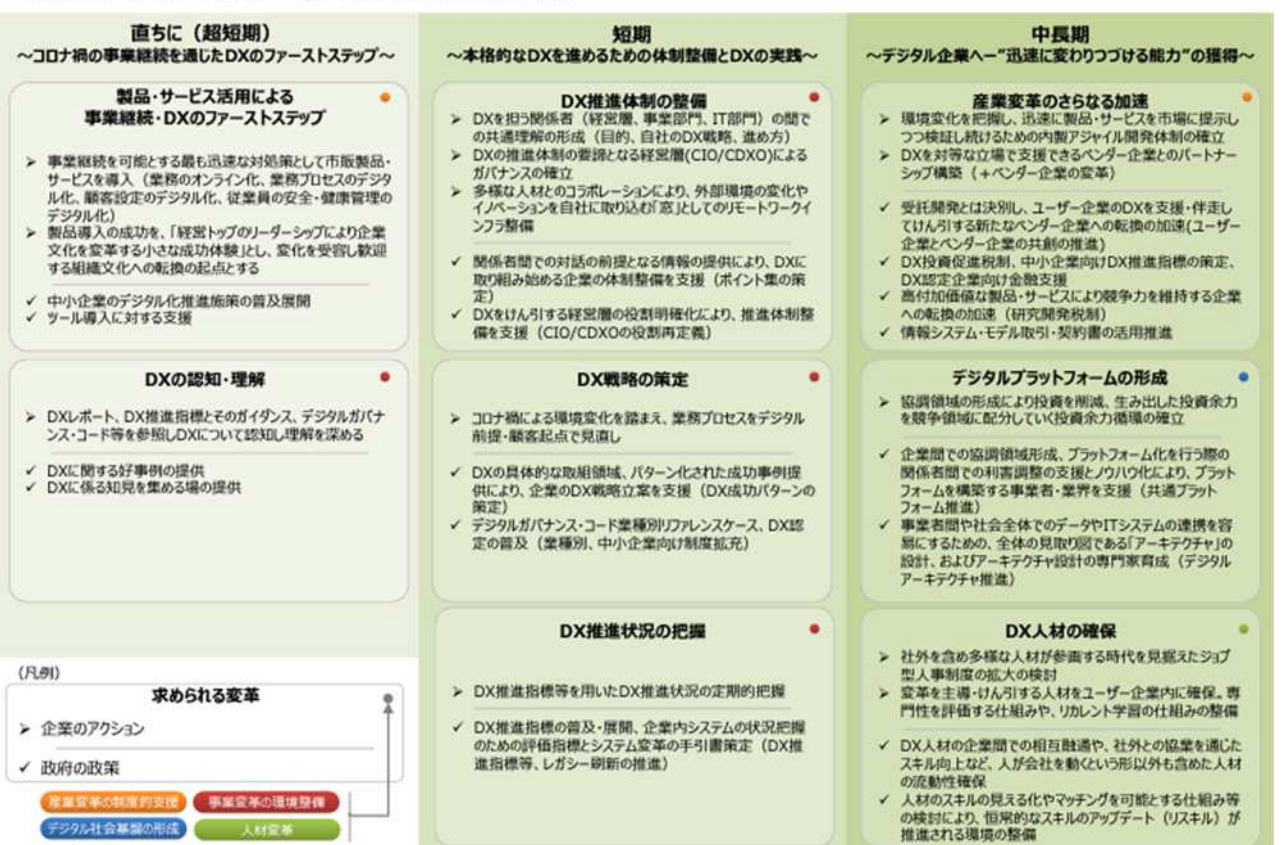 直ちに（超短期）
～コロナ禍の事業継続を通じたDXのファーストステップ～
製品･サービス活用による
事業継続･DXのファーストステップ
➢ 事業継続を可能とする最も迅速な対処策として市販製品･
サービスを導入（業務のオンライン化、業務プロセスのデジタ
ル化、顧客設定のデジタル化、従業員の安全･健康管理の
デジタル化）
➢ 製品導入の成功を、「経営トップのリーダーシップにより企業
文化を変革する小さな成功体験」とし、変化を受容し歓迎
する組織文化への転換の起点とする
✓ 中小企業のデジタル化推進施策の普及展開
✓ ツール導入に対する支援
DXの認知･理解
➢ DXレポート、DX推進指標とそのガイダンス、デジタルガバナ
ンス･コード等を参照しDXについて認知し理解を深める
✓ DXに関する好事例の提供
✓ DXに係る知見を集める場の提供
（凡例）
求められる変革
➢ 企業のアクション
✓ 政府の政策
産業変革の制度的支援
事業変革の環境整備
デジタル社会基盤の形成
人材変革
短期
～本格的なDXを進めるための体制整備とDXの実践～
DX推進体制の整備
➢ DXを担う関係者（経営層、事業部門、IT部門）の間で
の共通理解の形成（目的、自社のDX戦略、進め方）
➢ DXの推進体制の要諦となる経営層(CIO/CDXO)による
ガバナンスの確立
➢ 多様な人材とのコラボレーションにより、外部環境の変化や
イノベーションを自社に取り込む｢窓｣としてのリモートワークイ
ンフラ整備
✓ 関係者間での対話の前提となる情報の提供により、DXに
取り組み始める企業の体制整備を支援（ポイント集の策
定）
✓ DXをけん引する経営層の役割明確化により、推進体制整
備を支援（CIO/CDXOの役割再定義）
DX戦略の策定
➢ コロナ禍による環境変化を踏まえ、業務プロセスをデジタル
前提･顧客起点で見直し
✓ DXの具体的な取組領域、パターン化された成功事例提
供により、企業のDX戦略立案を支援（DX成功パターンの
策定）
✓ デジタルガバナンス･コード業種別リファレンスケース、DX認
定の普及（業種別、中小企業向け制度拡充）
DX推進状況の把握
➢ DX推進指標等を用いたDX推進状況の定期的把握
✓ DX推進指標の普及･展開、企業内システムの状況把握
のための評価指標とシステム変革の手引書策定（DX推
進指標等、レガシー刷新の推進）
中長期
～デジタル企業へー“迅速に変わりつづける能力”の獲得～
産業変革のさらなる加速
➢ 環境変化を把握し、迅速に製品･サービスを市場に提示し
つつ検証し続けるための内製アジャイル開発体制の確立
➢ DXを対等な立場で支援できるベンダー企業とのパートナー
シップ構築（＋ベンダー企業の変革）
✓ 受託開発とは決別し、ユーザー企業のDXを支援･伴走し
てけん引する新たなベンダー企業への転換の加速(ユーザー
企業とベンダー企業の共創の推進)
✓ DX投資促進税制、中小企業向けDX推進指標の策定、
DX認定企業向け金融支援
✓ 高付加価値な製品･サービスにより競争力を維持する企業
への転換の加速（研究開発税制）
✓ 情報システム･モデル取引･契約書の活用推進
デジタルプラットフォームの形成
➢ 協調領域の形成により投資を削減、生み出した投資余力
を競争領域に配分していく投資余力循環の確立
✓ 企業間での協調領域形成、プラットフォーム化を行う際の
関係者間での利害調整の支援とノウハウ化により、プラット
フォームを構築する事業者･業界を支援（共通プラット
フォーム推進）
✓ 事業者間や社会全体でのデータやITシステムの連携を容
易にするための、全体の見取り図である｢アーキテクチャ｣の
設計、およびアーキテクチャ設計の専門家育成（デジタル
アーキテクチャ推進）
DX人材の確保
➢ 社外を含め多様な人材が参画する時代を見据えたジョブ
型人事制度の拡大の検討
➢ 変革を主導･けん引する人材をユーザー企業内に確保。専
門性を評価する仕組みや、リカレント学習の仕組みの整備
✓ DX人材の企業間での相互融通や、社外との協業を通じた
スキル向上など、人が会社を動くという形以外も含めた人材
の流動性確保
✓ 人材のスキルの見える化やマッチングを可能とする仕組み等
の検討により、恒常的なスキルのアップデート（リスキル）が
推進される環境の整備